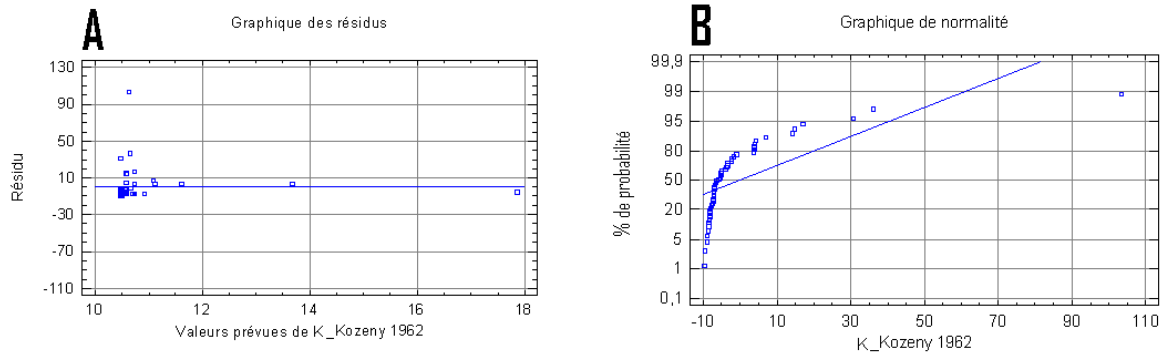 A
Graphique des résidus
130
90
50
10
-30
-70
-110
Résidu
10 12 14 16 18
Valeurs prévues de K_Kozeny 1962
B
Graphique de normalité
99,9
99
95
80
50
20
5
1
0,1
% de probabilité
-10 10 30 50 70 90 110
K_Kozeny 1962